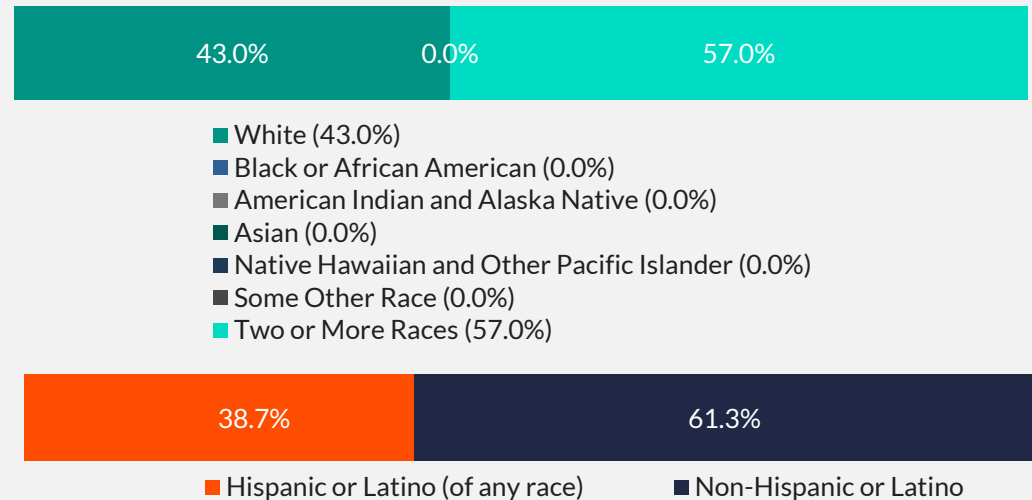 43.0% 0.0% 57.0%
White (43.0%)
Black or African American (0.0%)
American Indian and Alaska Native (0.0%)
Asian (0.0%)
Native Hawaiian and Other Pacific Islander (0.0%)
Some Other Race (0.0%)
Two or More Races (57.0%)
38.7% 61.3%
Hispanic or Latino (of any race) Non-Hispanic or Latino